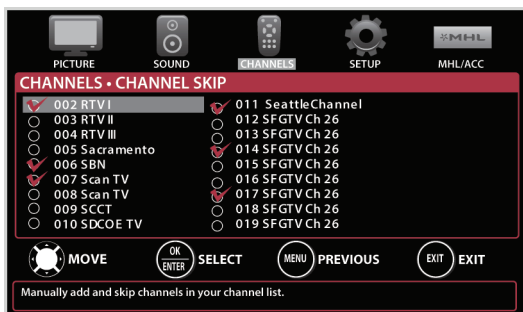 MHL
PICTURE SOUND CHANNELS SETUP MHL/ACC
CHANNELS • CHANNEL SKIP
002 RTV I
003 RTV II
004 RTV III
005 Sacramento
006 SBN
007 Scan TV
008 Scan TV
009 SCCT
010 SDCOE TV
011 SeattleChannel
012 SFGTV Ch 26
013 SFGTV Ch 26
014 SFGTV Ch 26
015 SFGTV Ch 26
016 SFGTV Ch 26
017 SFGTV Ch 26
018 SFGTV Ch 26
019 SFGTV Ch 26
MOVE OK ENTER SELECT MENU PREVIOUS EXIT EXIT
Manually add and skip channels in your channel list.